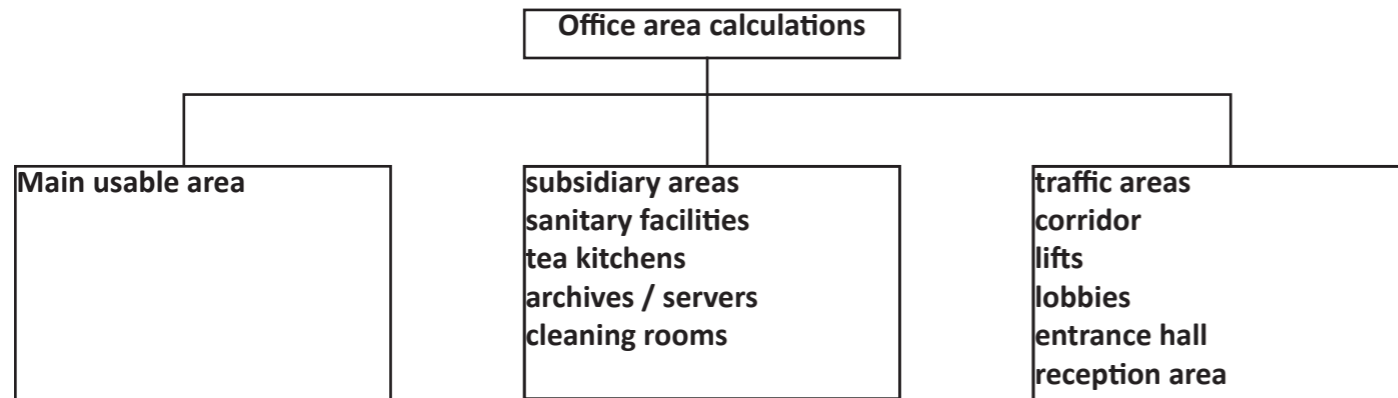 Office area calculations
Main usable area
subsidiary areas
sanitary facilities
tea kitchens
archives / servers
cleaning rooms
traffic areas
corridor
lifts
lobbies
entrance hall
reception area